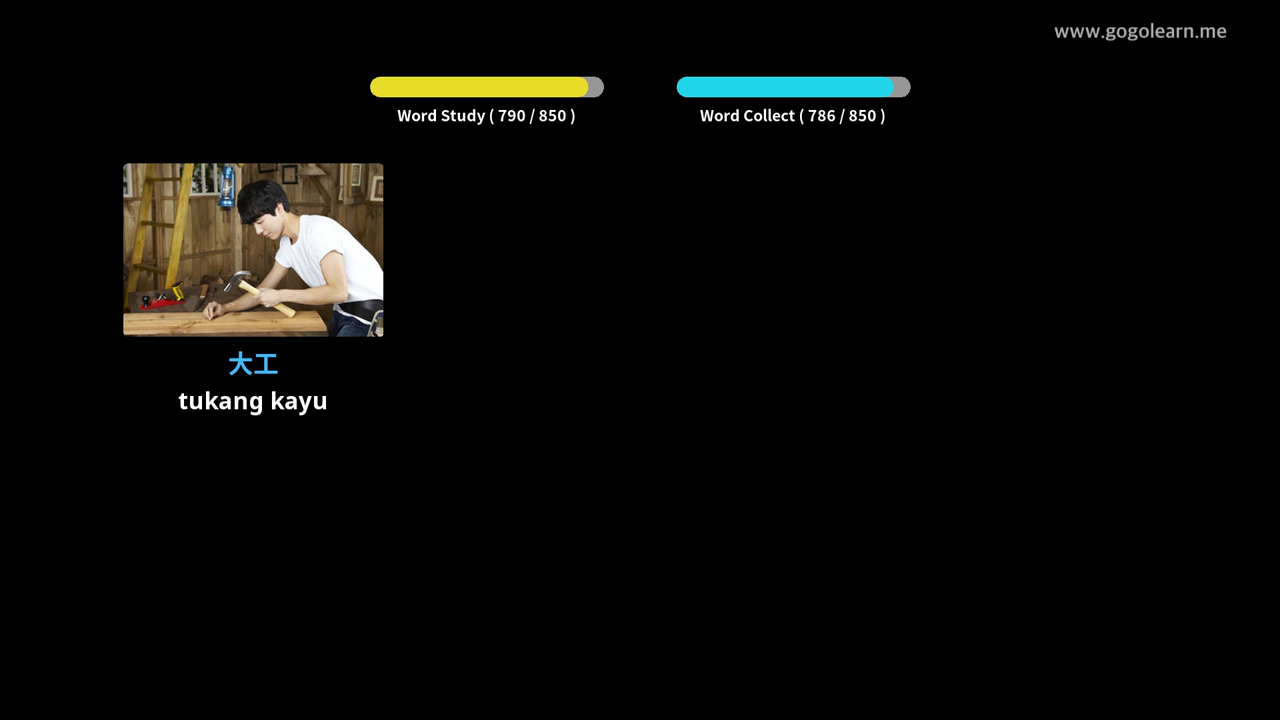 www.gogolearn.me
Word Study ( 790 / 850 )
Word Collect ( 786 / 850 )
大工
tukang kayu